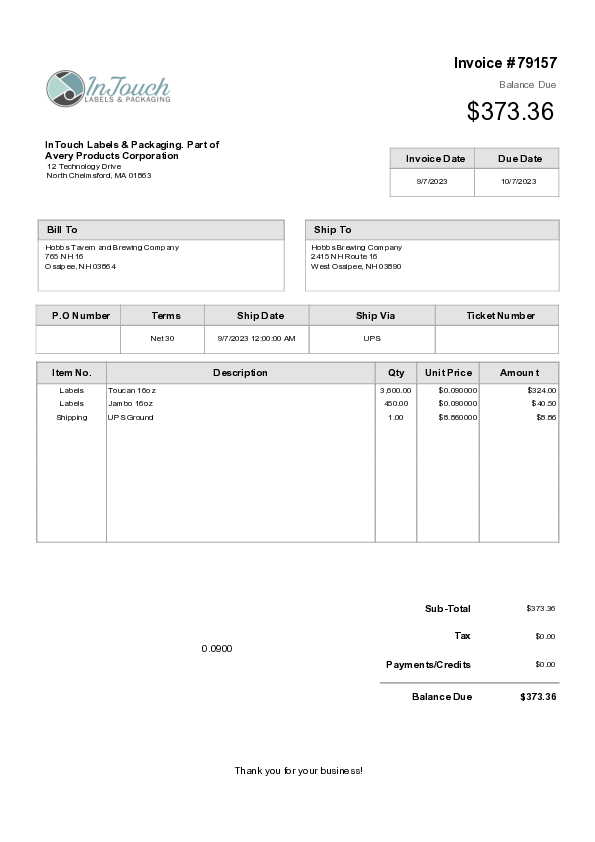 Invoice #79157
Balance Due
$373.36
InTouch
LABELS & PACKAGING
InTouch Labels & Packaging. Part of
Avery Products Corporation
12 Technology Drive
North Chelmsford, MA 01863
Invoice Date Due Date
9/7/2023 10/7/2023
Bill To
Hobbs Tavern and Brewing Company
765 NH 16
Ossipee, NH 03864
Ship To
Hobbs Brewing Company
2415 NH Route 16
West Ossipee, NH 03890
P.O Number Terms Ship Date Ship Via Ticket Number
Net 30 9/7/2023 12:00:00 AM UPS
Item No. Description Qty Unit Price Amount
Labels Toucan 16oz 3,600.00 $0.090000 $324.00
Labels Jambo 16oz 450.00 $0.090000 $40.50
Shipping UPS Ground 1.00 $8.860000 $8.86
Sub-Total $373.36
Tax $0.00
0.0900
Payments/Credits $0.00
Balance Due $373.36
Thank you for your business!